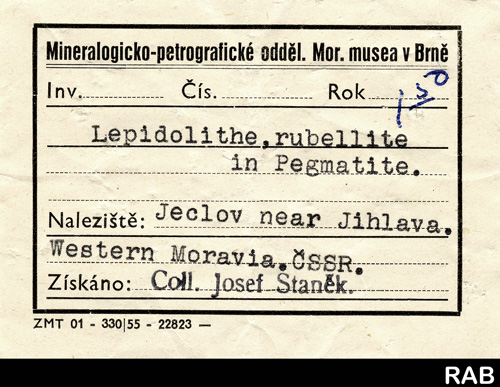 Mineralogicko-petrografické odděl. Mor. musea v Brně
Inv. Čís. Rok
Lepidolithe, rubellite
in Pegmatite.
Naleziště: Jeclov near Jihlava.
Western Moravia. ČSSR.
Získáno: Coll. Josef Staněk.
ZMT 01 - 330|55 - 22823 —
RAB